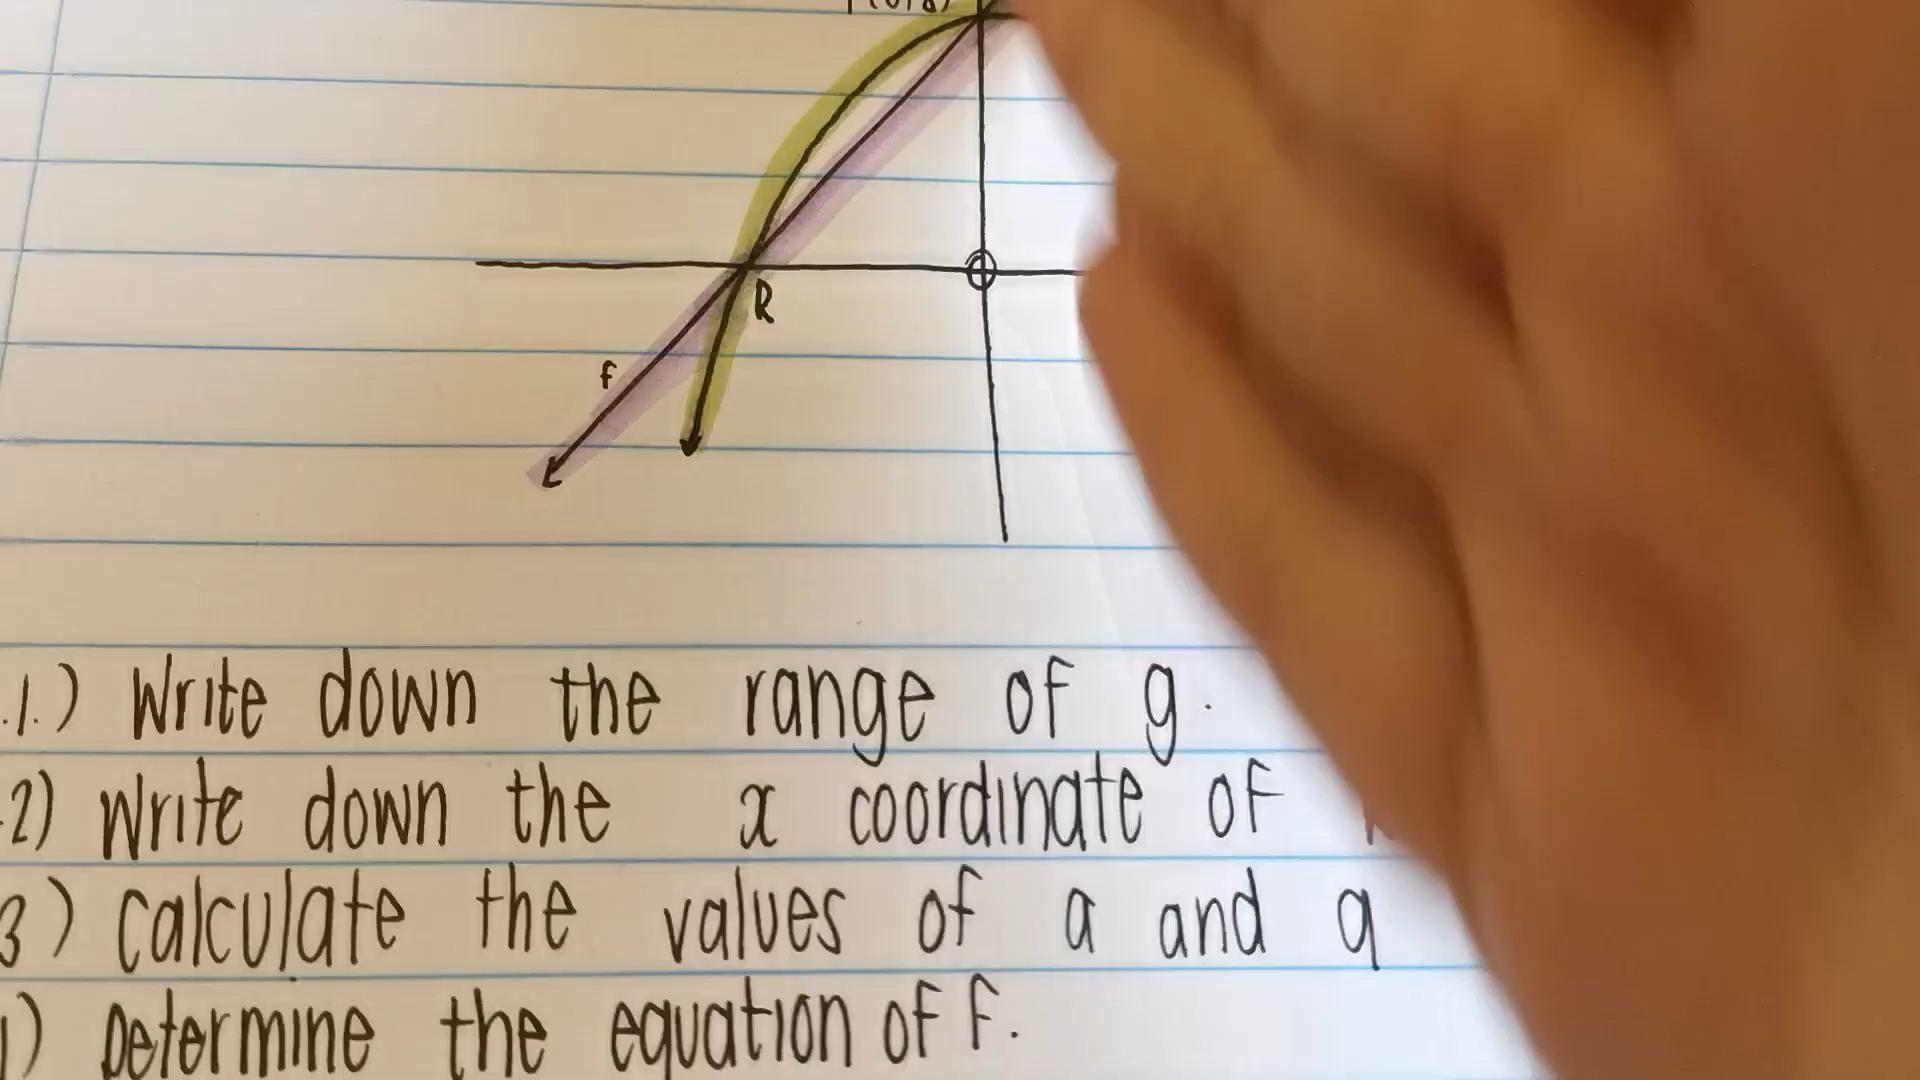 R
f
.1.) Write down the range of g.
.2) Write down the x coordinate of
3) Calculate the values of a and q
) Determine the equation of f.